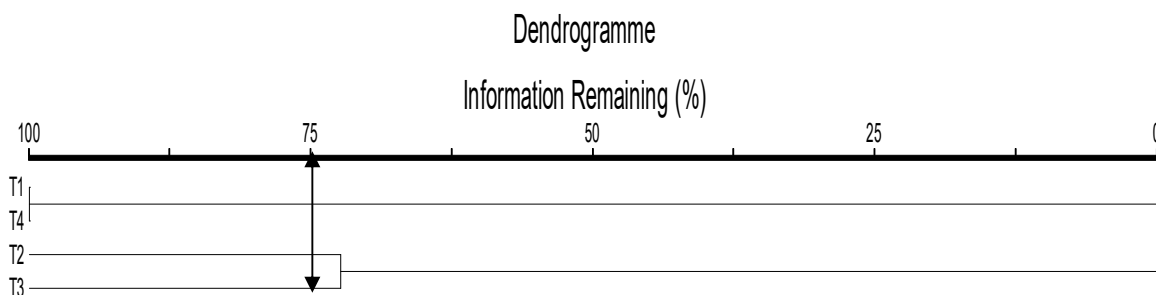 Dendrogramme
Information Remaining (%)
100 75 50 25 0
T1
T4
T2
T3